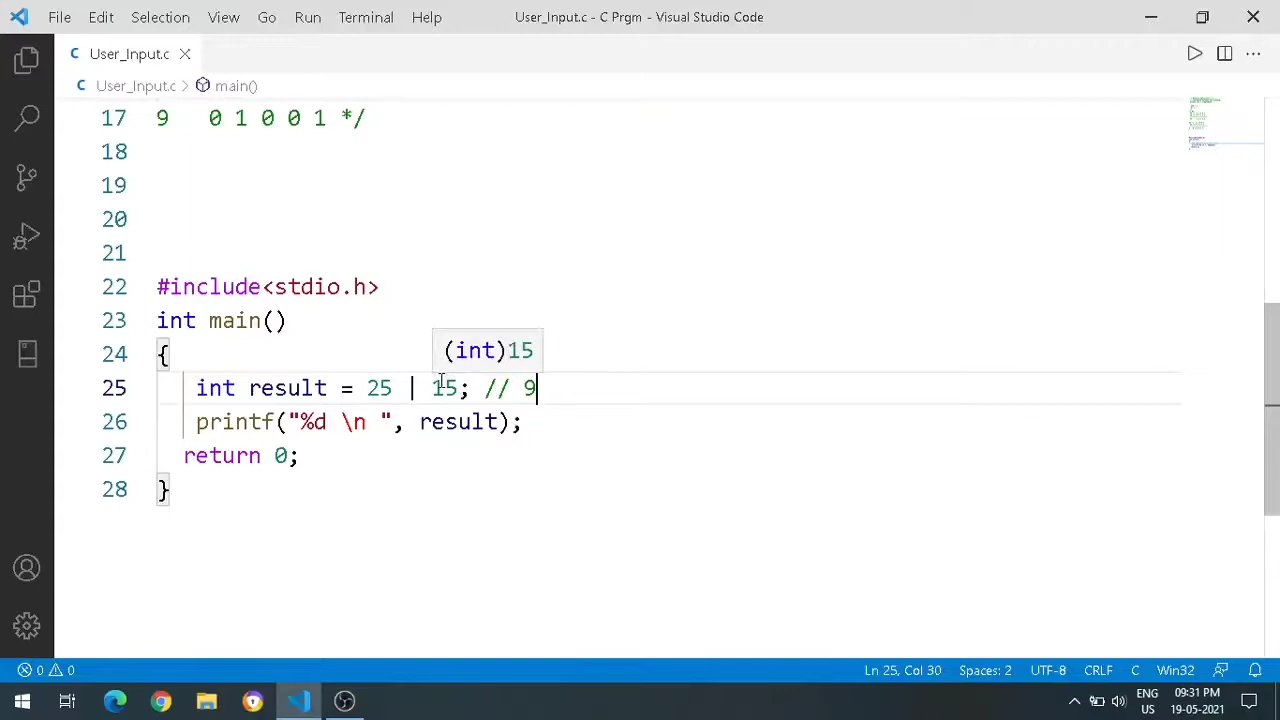 File Edit Selection View Go Run Terminal Help User_Input.c - C Prgm - Visual Studio Code
C User_Input.c
C User_Input.c > main()
17 9 0 1 0 0 1 */
18
19
20
21
22 #include<stdio.h>
23 int main()
(int)15
24 {
25 int result = 25 | 15; // 9
26 printf("%d \n ", result);
27 return 0;
28 }
0 0 Ln 25, Col 30 Spaces: 2 UTF-8 CRLF C Win32
ENG 09:31 PM
US 19-05-2021